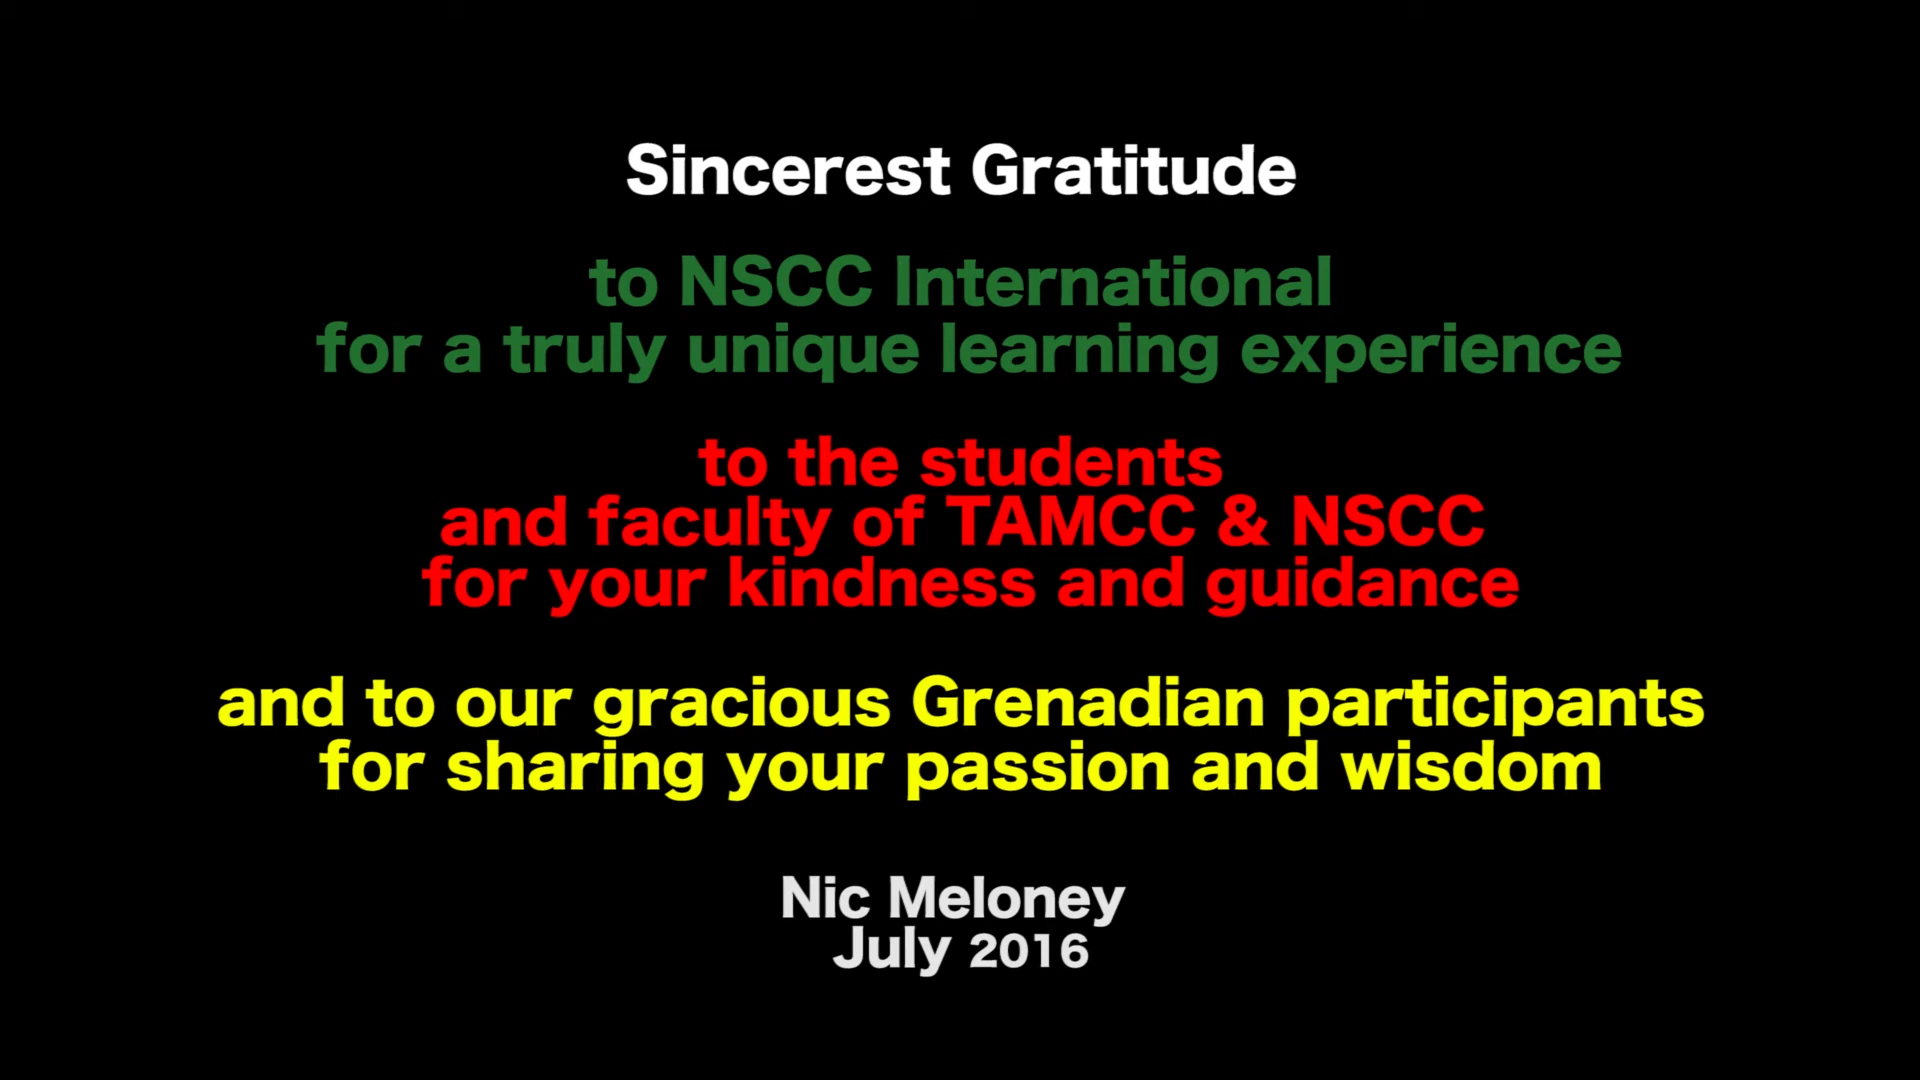 Sincerest Gratitude
to NSCC International
for a truly unique learning experience
to the students
and faculty of TAMCC & NSCC
for your kindness and guidance
and to our gracious Grenadian participants
for sharing your passion and wisdom
Nic Meloney
July 2016